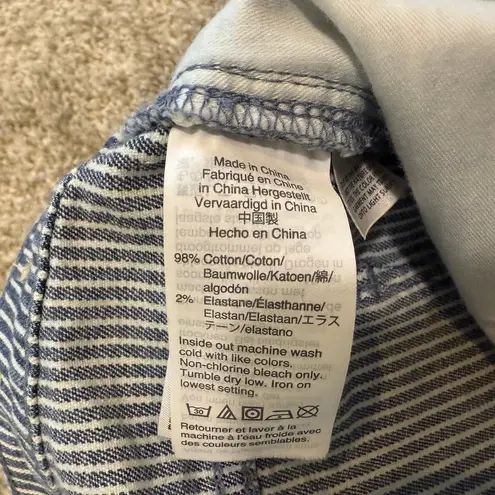 Made in China
Fabriqué en Chine
in China Hergestellt
Vervaardigd in China
中国製
Hecho en China
98% Cotton/Coton/
Baumwolle/Katoen/綿/
algodón
2% Elastane/Élasthanne/
Elastan/Elastaan/エラス
テーン/elastano
Inside out machine wash
cold with like colors.
Non-chlorine bleach only.
Tumble dry low. Iron on
lowest setting.
30
Retourner et laver à la
machine à l'eau froide avec
des couleurs semblables.